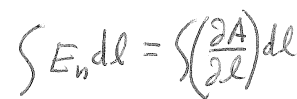 ∫ Eₙ dl = ∫(∂A/∂l) dl